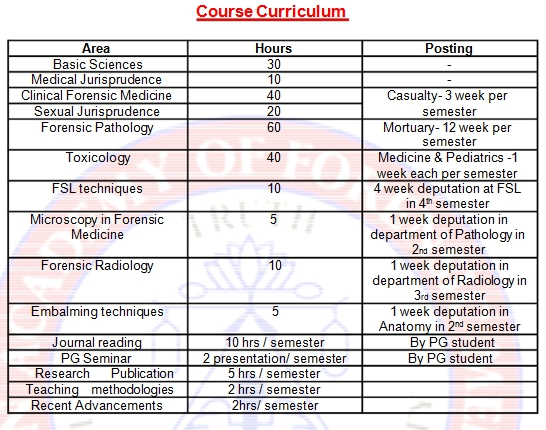 Course Curriculum
Area Hours Posting
Basic Sciences 30 -
Medical Jurisprudence 10 -
Clinical Forensic Medicine 40 Casualty- 3 week per
Sexual Jurisprudence 20 semester
Forensic Pathology 60 Mortuary- 12 week per
semester
Toxicology 40 Medicine & Pediatrics -1
week each per semester
FSL techniques 10 4 week deputation at FSL
in 4th semester
Microscopy in Forensic 5 1 week deputation in
Medicine department of Pathology in
2nd semester
Forensic Radiology 10 1 week deputation in
department of Radiology in
3rd semester
Embalming techniques 5 1 week deputation in
Anatomy in 2nd semester
Journal reading 10 hrs / semester By PG student
PG Seminar 2 presentation/ semester By PG student
Research Publication 5 hrs / semester
Teaching methodologies 2 hrs / semester
Recent Advancements 2hrs/ semester
ACADEMY OF FORE
TRUTH